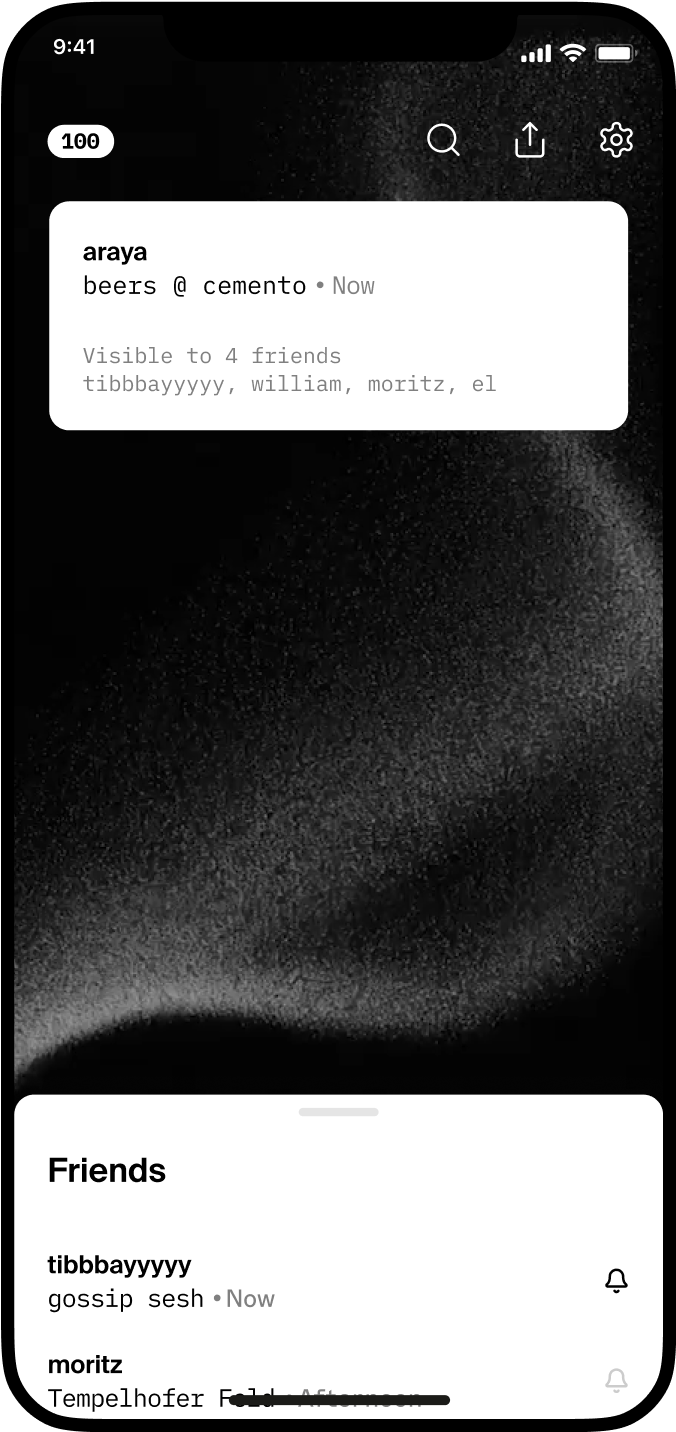 9:41
100
araya
beers @ cemento • Now
Visible to 4 friends
tibbbayyyyy, william, moritz, el
Friends
tibbbayyyyy
gossip sesh • Now
moritz
Tempelhofer Feld • Afternoon